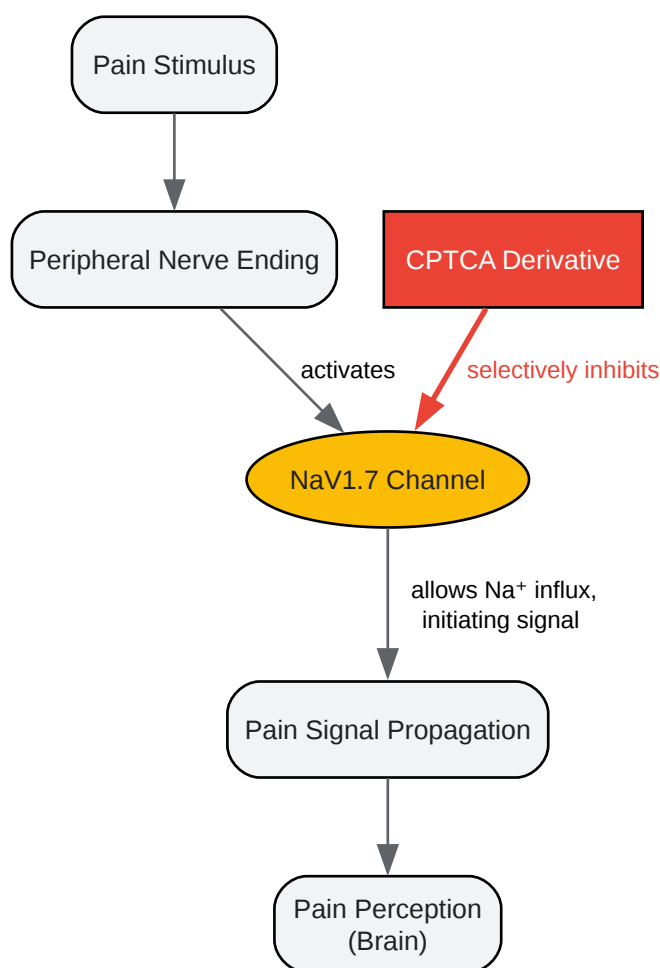 Pain Stimulus
Peripheral Nerve Ending
CPTCA Derivative
activates
selectively inhibits
NaV1.7 Channel
allows Na⁺ influx,
initiating signal
Pain Signal Propagation
Pain Perception
(Brain)